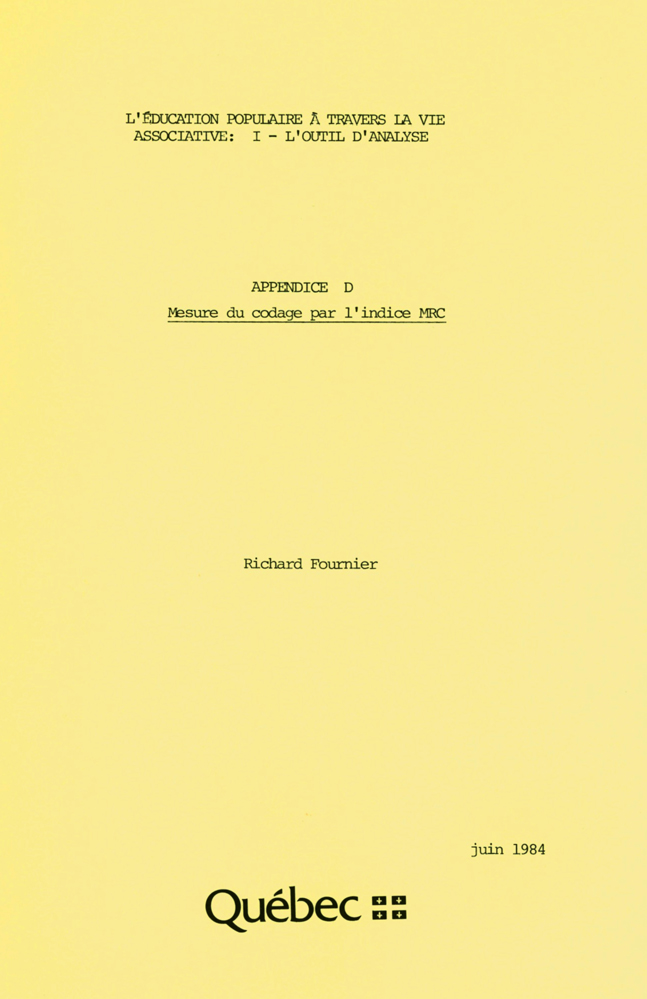 L'ÉDUCATION POPULAIRE À TRAVERS LA VIE
ASSOCIATIVE: I - L'OUTIL D'ANALYSE
APPENDICE D
Mesure du codage par l'indice MRC
Richard Fournier
juin 1984
Québec